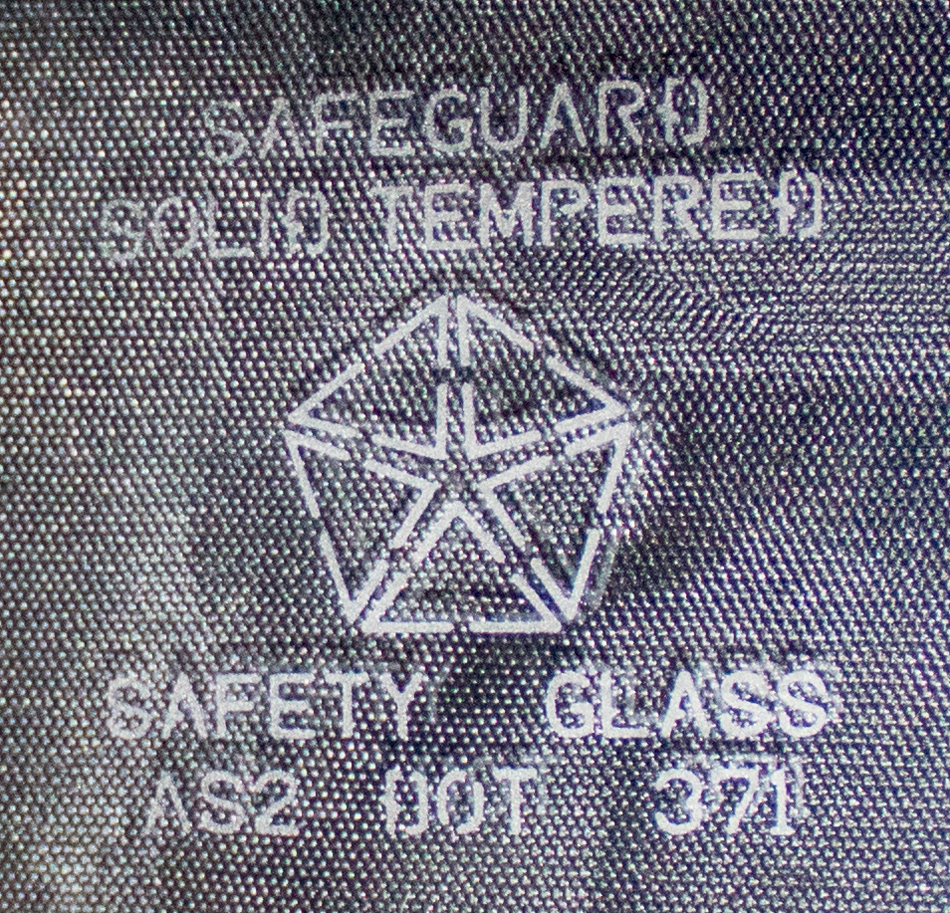 SAFEGUARD
SOLID TEMPERED
SAFETY GLASS
AS2 DOT 371